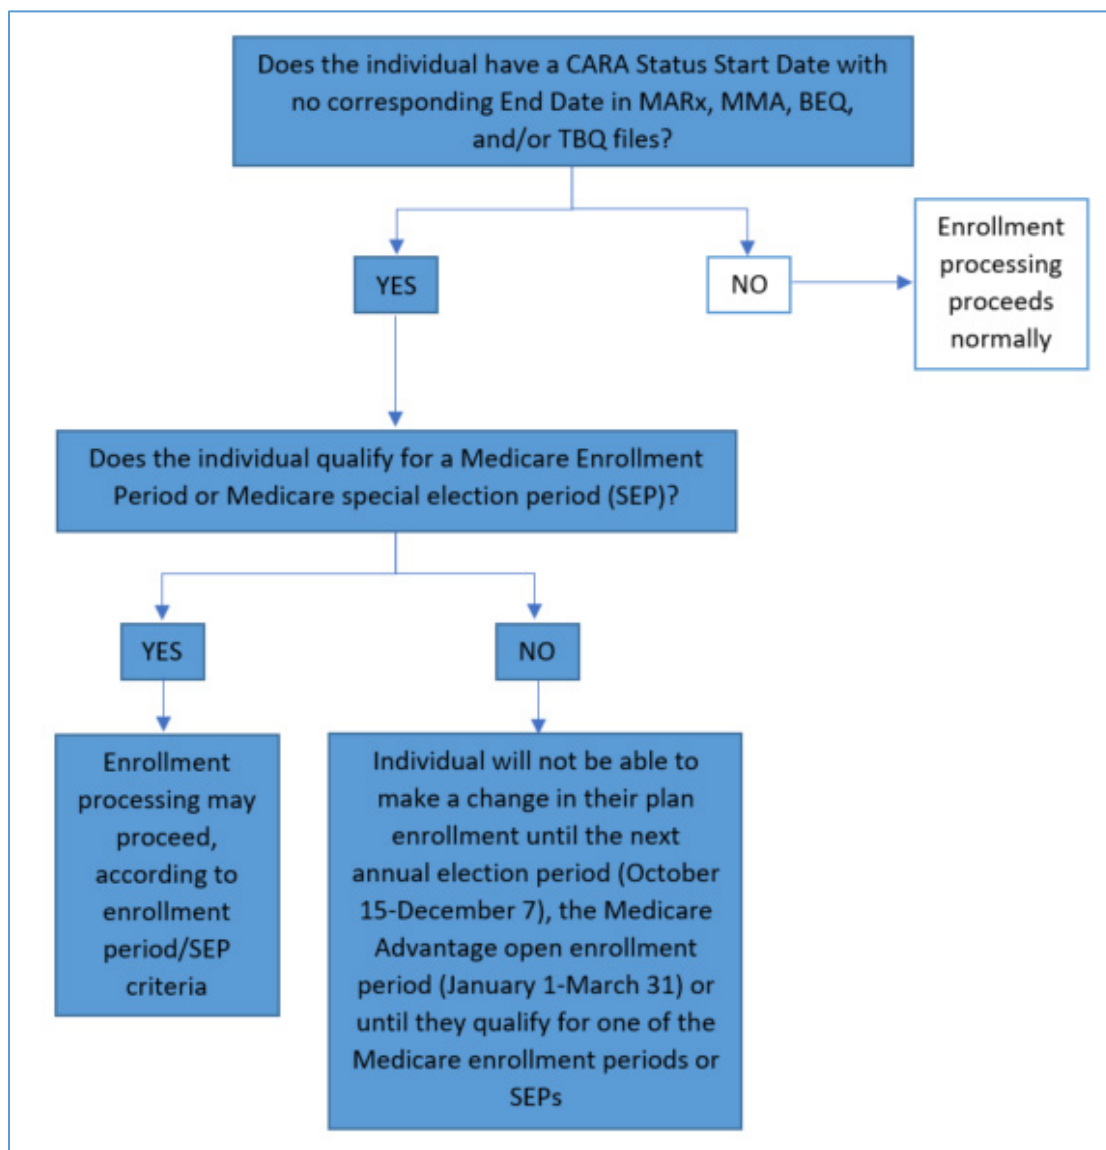 Does the individual have a CARA Status Start Date with
no corresponding End Date in MARx, MMA, BEQ,
and/or TBQ files?
YES
NO
Enrollment
processing
proceeds
normally
Does the individual qualify for a Medicare Enrollment
Period or Medicare special election period (SEP)?
YES
NO
Enrollment
processing may
proceed,
according to
enrollment
period/SEP
criteria
Individual will not be able to
make a change in their plan
enrollment until the next
annual election period (October
15-December 7), the Medicare
Advantage open enrollment
period (January 1-March 31) or
until they qualify for one of the
Medicare enrollment periods or
SEPs